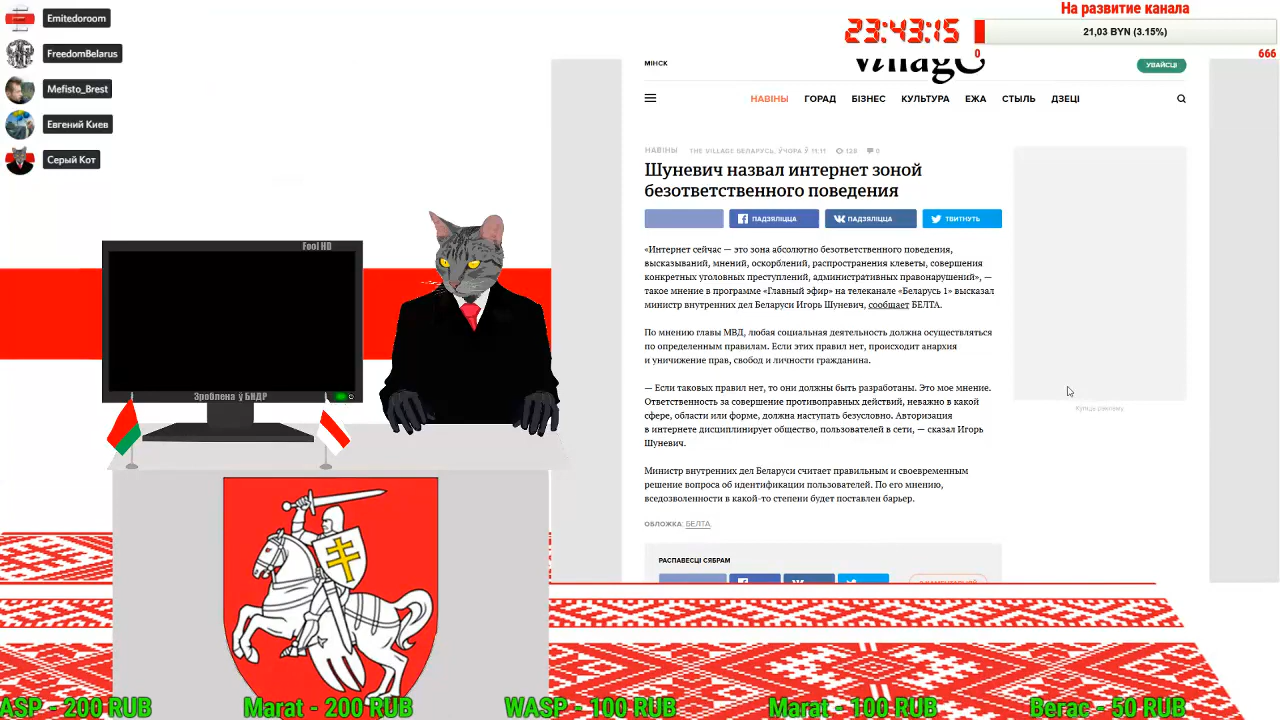 Emitedoroom
FreedomBelarus
Mefisto_Brest
Евгений Киев
Серый Кот
23:43:15
На развитие канала
21,03 BYN (3.15%)
0
666
МІНСК
Village
УВАЙСЦІ
НАВІНЫ ГОРАД БІЗНЕС КУЛЬТУРА ЕЖА СТЫЛЬ ДЗЕЦІ
НАВІНЫ THE VILLAGE БЕЛАРУСЬ, ЎЧОРА Ў 11:11 128 0
Шуневич назвал интернет зоной
безответственного поведения
ПАДЗЯЛІЦЦА
ПАДЗЯЛІЦЦА
ТВИТНУТЬ
«Интернет сейчас — это зона абсолютно безответственного поведения,
высказываний, мнений, оскорблений, распространения клеветы, совершения
конкретных уголовных преступлений, административных правонарушений», —
такое мнение в программе «Главный эфир» на телеканале «Беларусь 1» высказал
министр внутренних дел Беларуси Игорь Шуневич, сообщает БЕЛТА.
По мнению главы МВД, любая социальная деятельность должна осуществляться
по определенным правилам. Если этих правил нет, происходит анархия
и уничижение прав, свобод и личности гражданина.
— Если таковых правил нет, то они должны быть разработаны. Это мое мнение.
Ответственность за совершение противоправных действий, неважно в какой
сфере, области или форме, должна наступать безусловно. Авторизация
в интернете дисциплинирует общество, пользователей в сети, — сказал Игорь
Шуневич.
Министр внутренних дел Беларуси считает правильным и своевременным
решение вопроса об идентификации пользователей. По его мнению,
вседозволенности в какой-то степени будет поставлен барьер.
ОБЛОЖКА: БЕЛТА
РАСПАВЕСЦІ СЯБРАМ
Купіць рэкламу
Fool HD
Зроблена ў БНДР
ASP - 200 RUB Marat - 200 RUB WASP - 100 RUB Marat - 100 RUB Вегас - 50 RUB